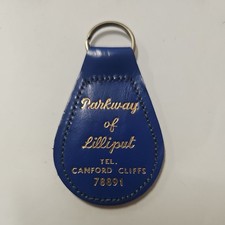 Parkway
of
Lilliput
TEL.
CANFORD CLIFFS
78891